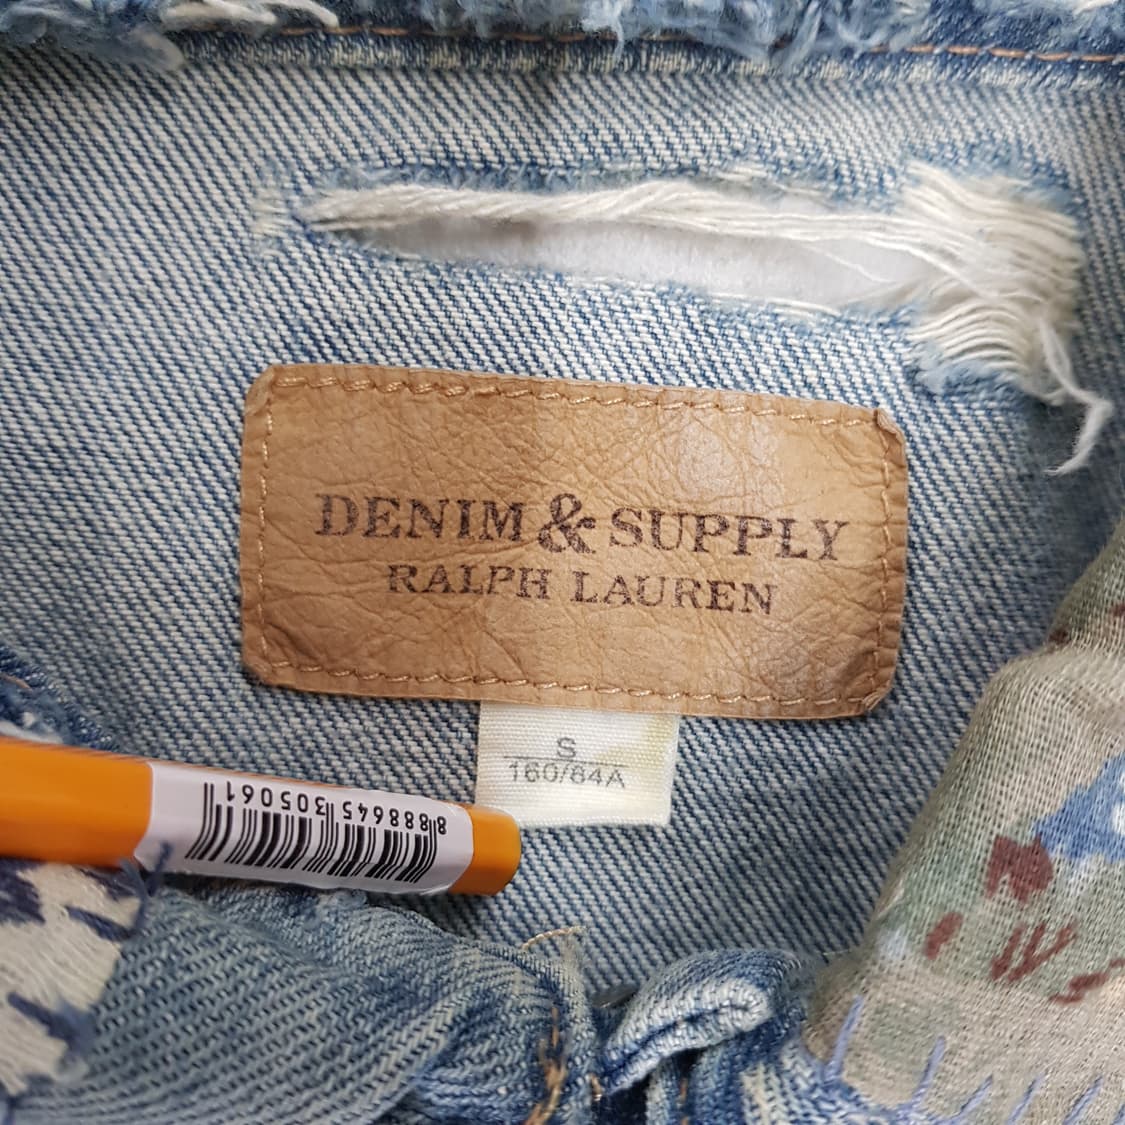 DENIM & SUPPLY
RALPH LAUREN
S
160/84A
8 888645 305061